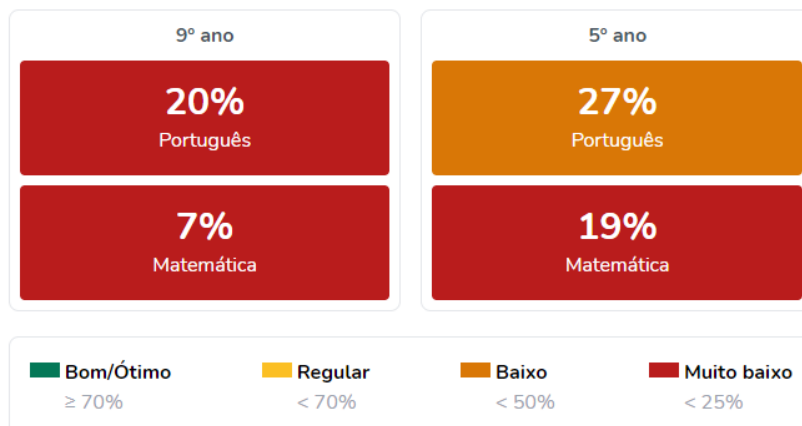 9º ano
20%
Português
7%
Matemática
5º ano
27%
Português
19%
Matemática
Bom/Ótimo
≥ 70%
Regular
< 70%
Baixo
< 50%
Muito baixo
< 25%